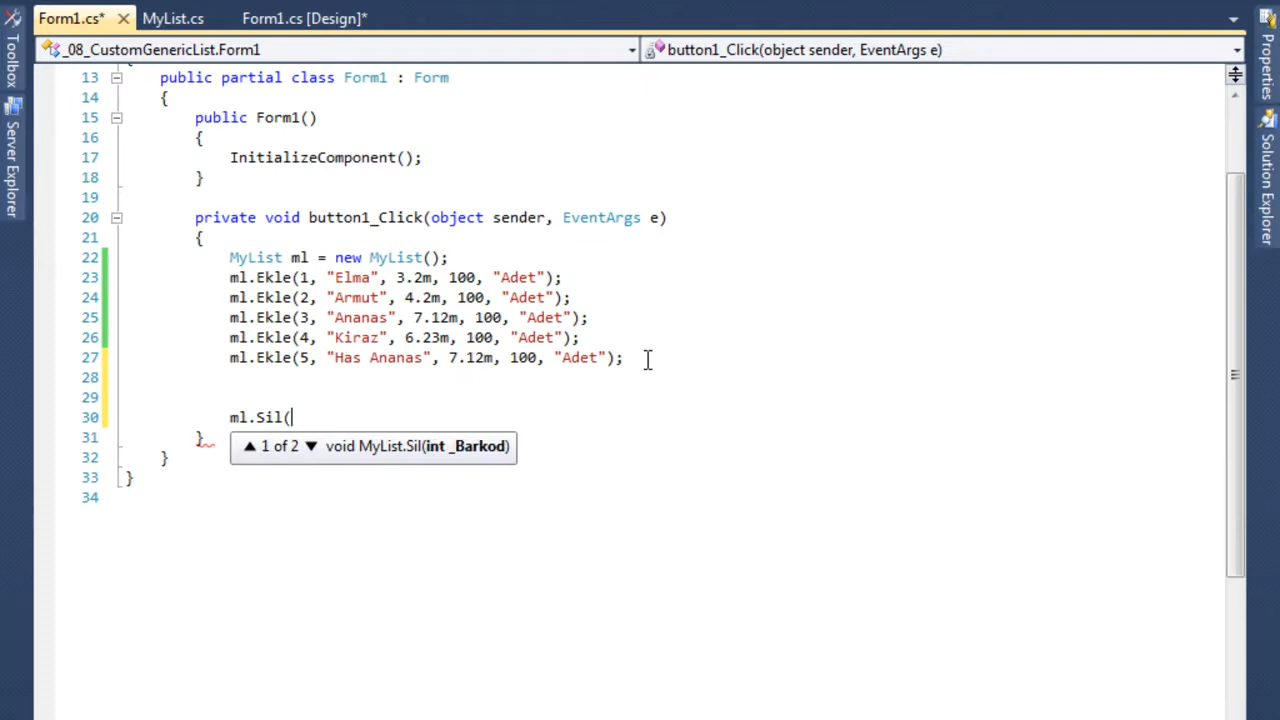 Form1.cs* MyList.cs Form1.cs [Design]*
_08_CustomGenericList.Form1 button1_Click(object sender, EventArgs e)
Toolbox
Server Explorer
Properties
Solution Explorer
13 public partial class Form1 : Form
14 {
15 public Form1()
16 {
17 InitializeComponent();
18 }
19
20 private void button1_Click(object sender, EventArgs e)
21 {
22 MyList ml = new MyList();
23 ml.Ekle(1, "Elma", 3.2m, 100, "Adet");
24 ml.Ekle(2, "Armut", 4.2m, 100, "Adet");
25 ml.Ekle(3, "Ananas", 7.12m, 100, "Adet");
26 ml.Ekle(4, "Kiraz", 6.23m, 100, "Adet");
27 ml.Ekle(5, "Has Ananas", 7.12m, 100, "Adet");
28
29
30 ml.Sil(
31 }
▲ 1 of 2 ▼ void MyList.Sil(int _Barkod)
32 }
33 }
34